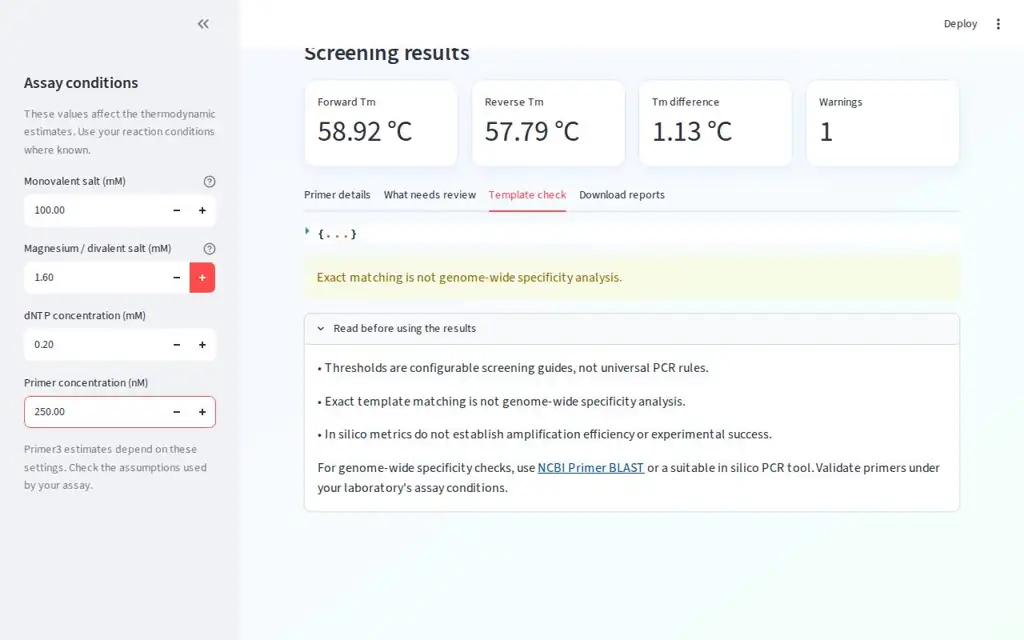 Deploy
Assay conditions
These values affect the thermodynamic
estimates. Use your reaction conditions
where known.
Monovalent salt (mM)
100.00
Magnesium / divalent salt (mM)
1.60
dNTP concentration (mM)
0.20
Primer concentration (nM)
250.00
Primer3 estimates depend on these
settings. Check the assumptions used
by your assay.
Screening results
Forward Tm
58.92 °C
Reverse Tm
57.79 °C
Tm difference
1.13 °C
Warnings
1
Primer details What needs review Template check Download reports
{...}
Exact matching is not genome-wide specificity analysis.
Read before using the results
• Thresholds are configurable screening guides, not universal PCR rules.
• Exact template matching is not genome-wide specificity analysis.
• In silico metrics do not establish amplification efficiency or experimental success.
For genome-wide specificity checks, use NCBI Primer BLAST or a suitable in silico PCR tool. Validate primers under
your laboratory's assay conditions.